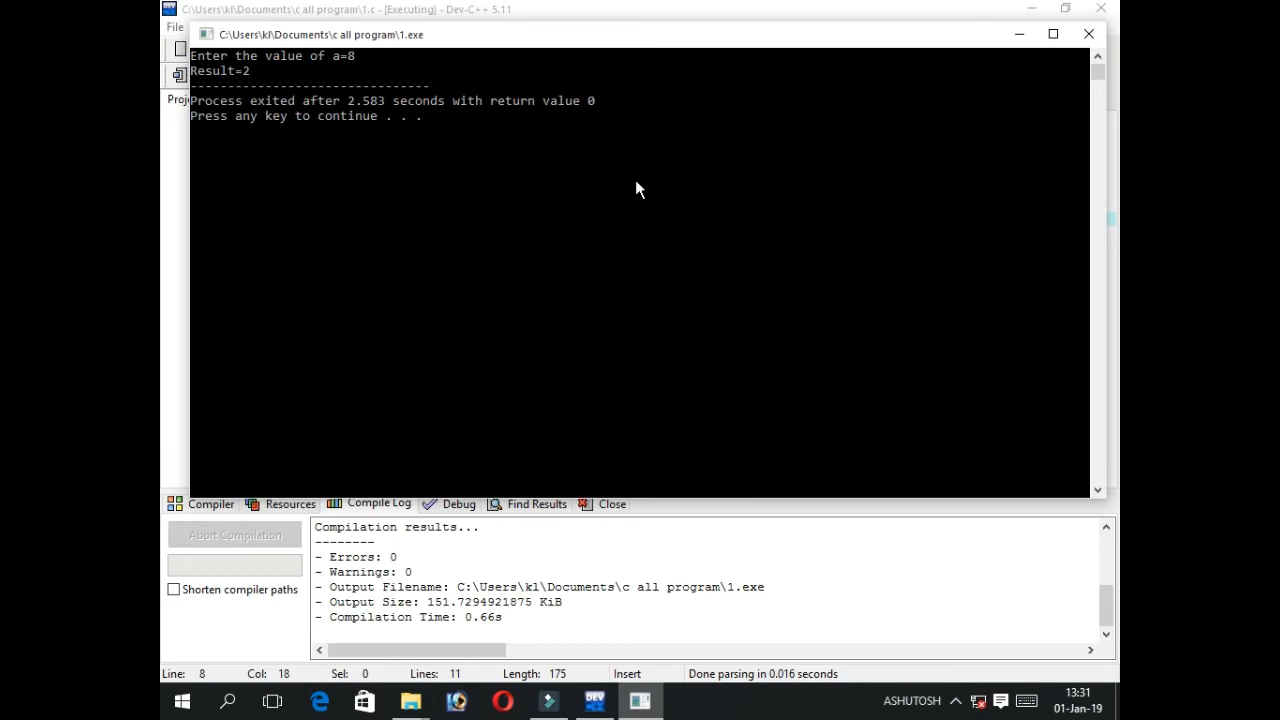 C:\Users\kl\Documents\c all program\1.c - [Executing] - Dev-C++ 5.11
File
C:\Users\kl\Documents\c all program\1.exe
Enter the value of a=8
Result=2
--------------------------------
Process exited after 2.583 seconds with return value 0
Press any key to continue . . .
Proj
Compiler Resources Compile Log Debug Find Results Close
Abort Compilation
Shorten compiler paths
Compilation results...
--------
- Errors: 0
- Warnings: 0
- Output Filename: C:\Users\kl\Documents\c all program\1.exe
- Output Size: 151.7294921875 KiB
- Compilation Time: 0.66s
Line: 8 Col: 18 Sel: 0 Lines: 11 Length: 175 Insert Done parsing in 0.016 seconds
DEV
ASHUTOSH
13:31
01-Jan-19